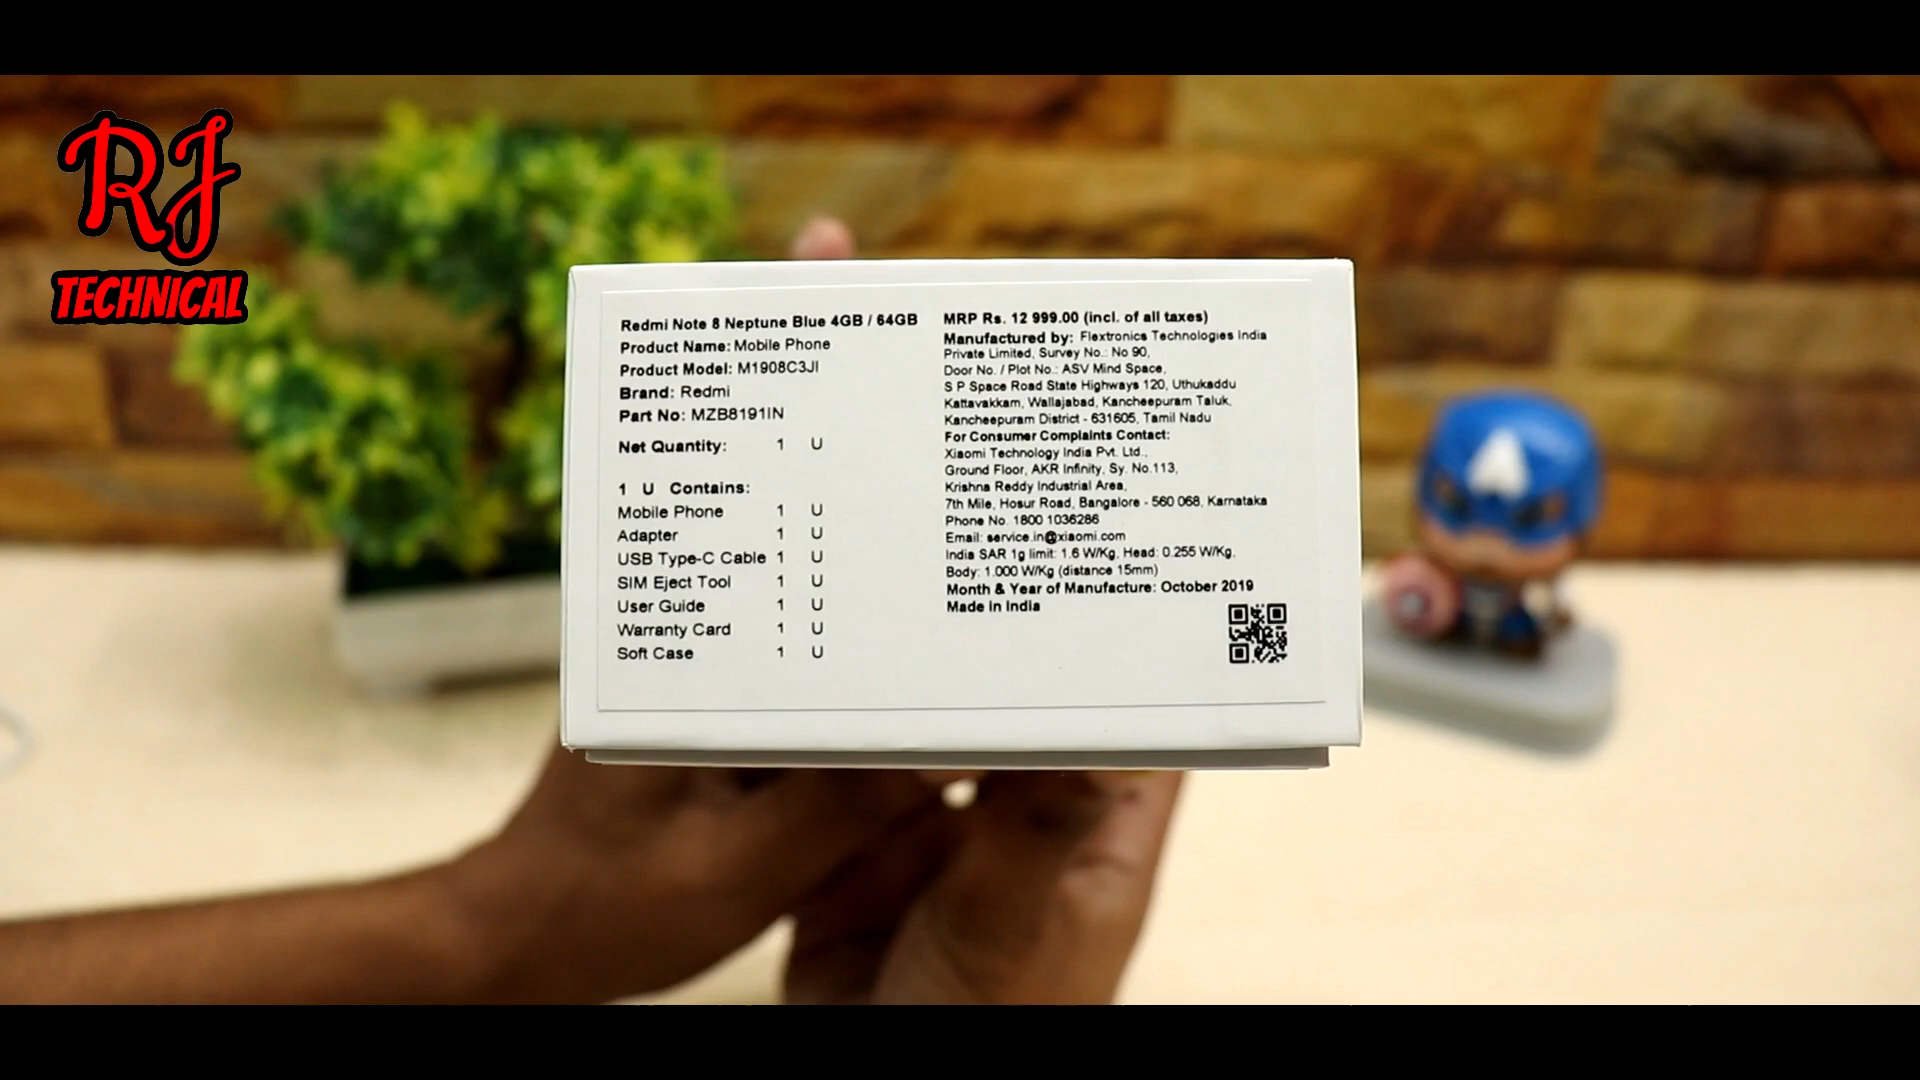 RJ
TECHNICAL
Redmi Note 8 Neptune Blue 4GB / 64GB
Product Name: Mobile Phone
Product Model: M1908C3JI
Brand: Redmi
Part No: MZB8191IN
Net Quantity: 1 U
1 U Contains:
Mobile Phone 1 U
Adapter 1 U
USB Type-C Cable 1 U
SIM Eject Tool 1 U
User Guide 1 U
Warranty Card 1 U
Soft Case 1 U
MRP Rs. 12 999.00 (incl. of all taxes)
Manufactured by: Flextronics Technologies India
Private Limited, Survey No.: No 90,
Door No. / Plot No.: ASV Mind Space,
S P Space Road State Highways 120, Uthukaddu
Kattavakkam, Wallajabad, Kancheepuram Taluk,
Kancheepuram District - 631605, Tamil Nadu
For Consumer Complaints Contact:
Xiaomi Technology India Pvt. Ltd.,
Ground Floor, AKR Infinity, Sy. No.113,
Krishna Reddy Industrial Area,
7th Mile, Hosur Road, Bangalore - 560 068, Karnataka
Phone No. 1800 1036286
Email: service.in@xiaomi.com
India SAR 1g limit: 1.6 W/Kg, Head: 0.255 W/Kg,
Body: 1.000 W/Kg (distance 15mm)
Month & Year of Manufacture: October 2019
Made in India